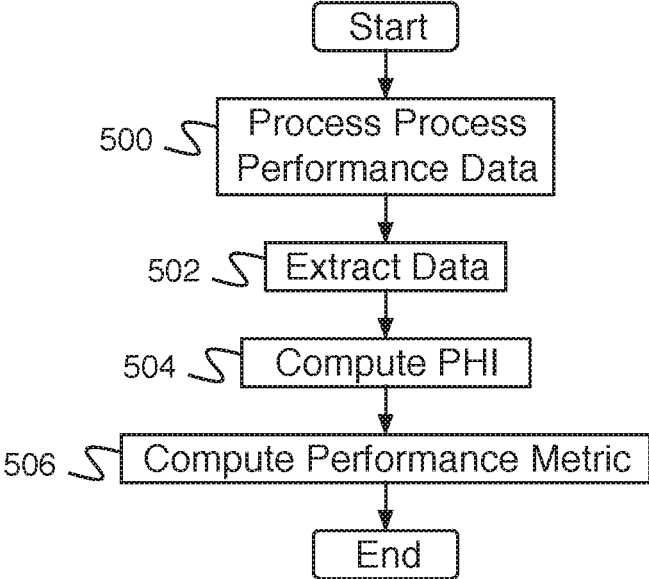 Start
500
Process Process
Performance Data
502
Extract Data
504
Compute PHI
506
Compute Performance Metric
End